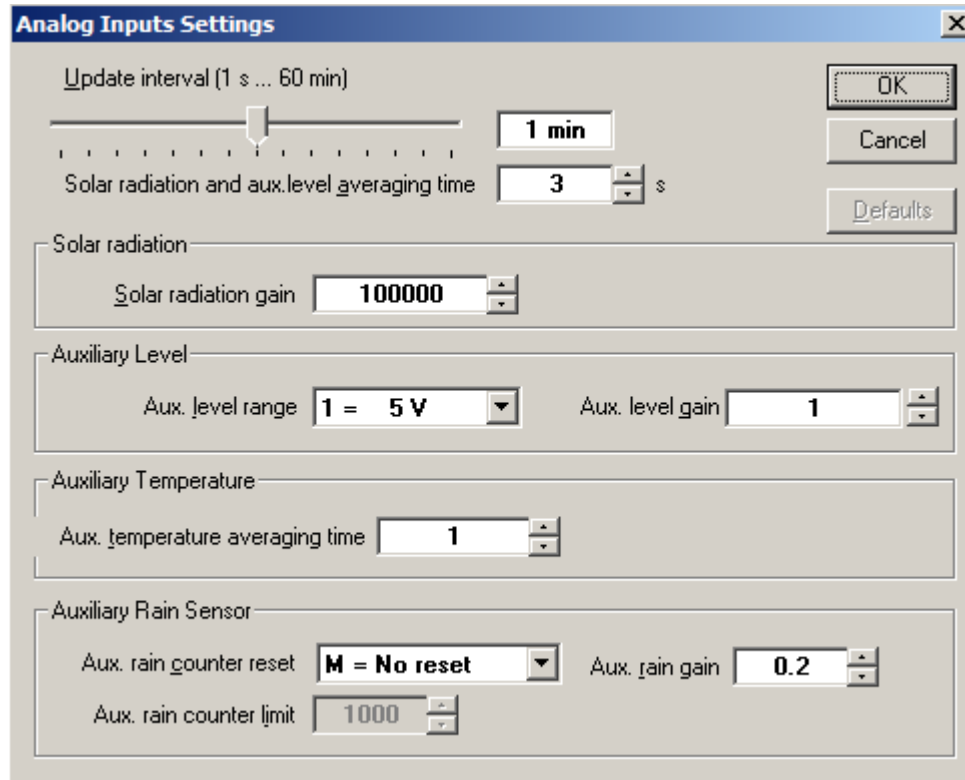 Analog Inputs Settings
Update interval (1 s ... 60 min)
1 min
OK
Cancel
Solar radiation and aux.level averaging time 3 s
Defaults
Solar radiation
Solar radiation gain 100000
Auxiliary Level
Aux. level range 1 = 5 V Aux. level gain 1
Auxiliary Temperature
Aux. temperature averaging time 1
Auxiliary Rain Sensor
Aux. rain counter reset M = No reset Aux. rain gain 0.2
Aux. rain counter limit 1000